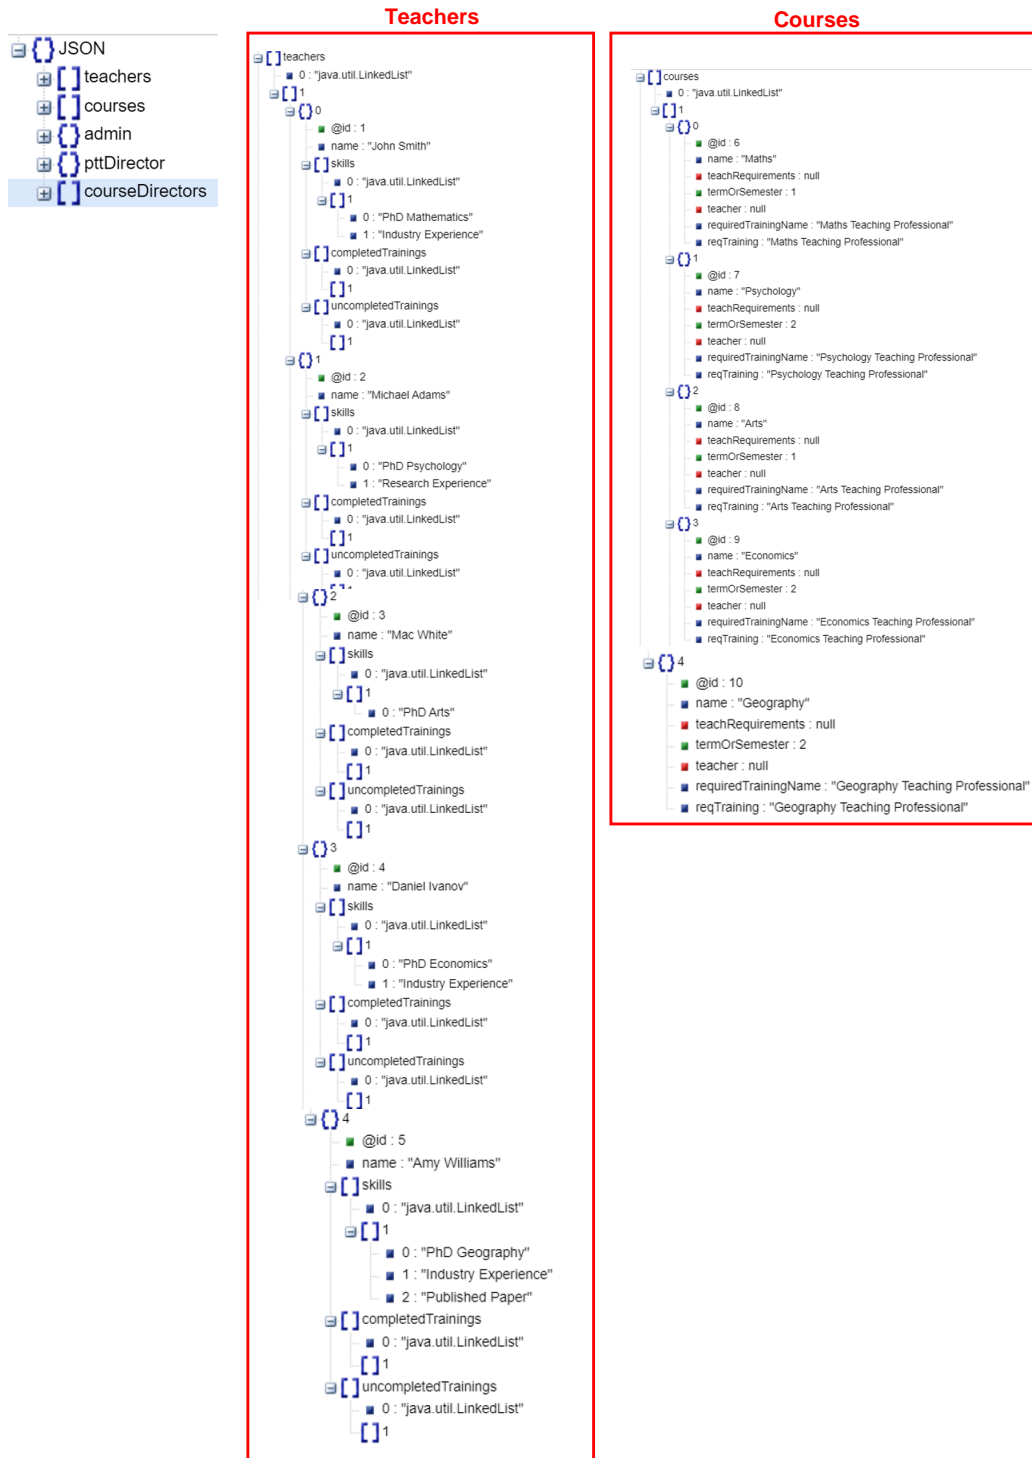 JSON
teachers
courses
admin
pttDirector
courseDirectors
Teachers
teachers
0 : "java.util.LinkedList"
1
0
@id : 1
name : "John Smith"
skills
0 : "java.util.LinkedList"
1
0 : "PhD Mathematics"
1 : "Industry Experience"
completedTrainings
0 : "java.util.LinkedList"
1
uncompletedTrainings
0 : "java.util.LinkedList"
1
1
@id : 2
name : "Michael Adams"
skills
0 : "java.util.LinkedList"
1
0 : "PhD Psychology"
1 : "Research Experience"
completedTrainings
0 : "java.util.LinkedList"
1
uncompletedTrainings
0 : "java.util.LinkedList"
2
@id : 3
name : "Mac White"
skills
0 : "java.util.LinkedList"
1
0 : "PhD Arts"
completedTrainings
0 : "java.util.LinkedList"
1
uncompletedTrainings
0 : "java.util.LinkedList"
1
3
@id : 4
name : "Daniel Ivanov"
skills
0 : "java.util.LinkedList"
1
0 : "PhD Economics"
1 : "Industry Experience"
completedTrainings
0 : "java.util.LinkedList"
1
uncompletedTrainings
0 : "java.util.LinkedList"
1
4
@id : 5
name : "Amy Williams"
skills
0 : "java.util.LinkedList"
1
0 : "PhD Geography"
1 : "Industry Experience"
2 : "Published Paper"
completedTrainings
0 : "java.util.LinkedList"
1
uncompletedTrainings
0 : "java.util.LinkedList"
1
Courses
courses
0 : "java.util.LinkedList"
1
0
@id : 6
name : "Maths"
teachRequirements : null
termOrSemester : 1
teacher : null
requiredTrainingName : "Maths Teaching Professional"
reqTraining : "Maths Teaching Professional"
1
@id : 7
name : "Psychology"
teachRequirements : null
termOrSemester : 2
teacher : null
requiredTrainingName : "Psychology Teaching Professional"
reqTraining : "Psychology Teaching Professional"
2
@id : 8
name : "Arts"
teachRequirements : null
termOrSemester : 1
teacher : null
requiredTrainingName : "Arts Teaching Professional"
reqTraining : "Arts Teaching Professional"
3
@id : 9
name : "Economics"
teachRequirements : null
termOrSemester : 2
teacher : null
requiredTrainingName : "Economics Teaching Professional"
reqTraining : "Economics Teaching Professional"
4
@id : 10
name : "Geography"
teachRequirements : null
termOrSemester : 2
teacher : null
requiredTrainingName : "Geography Teaching Professional"
reqTraining : "Geography Teaching Professional"